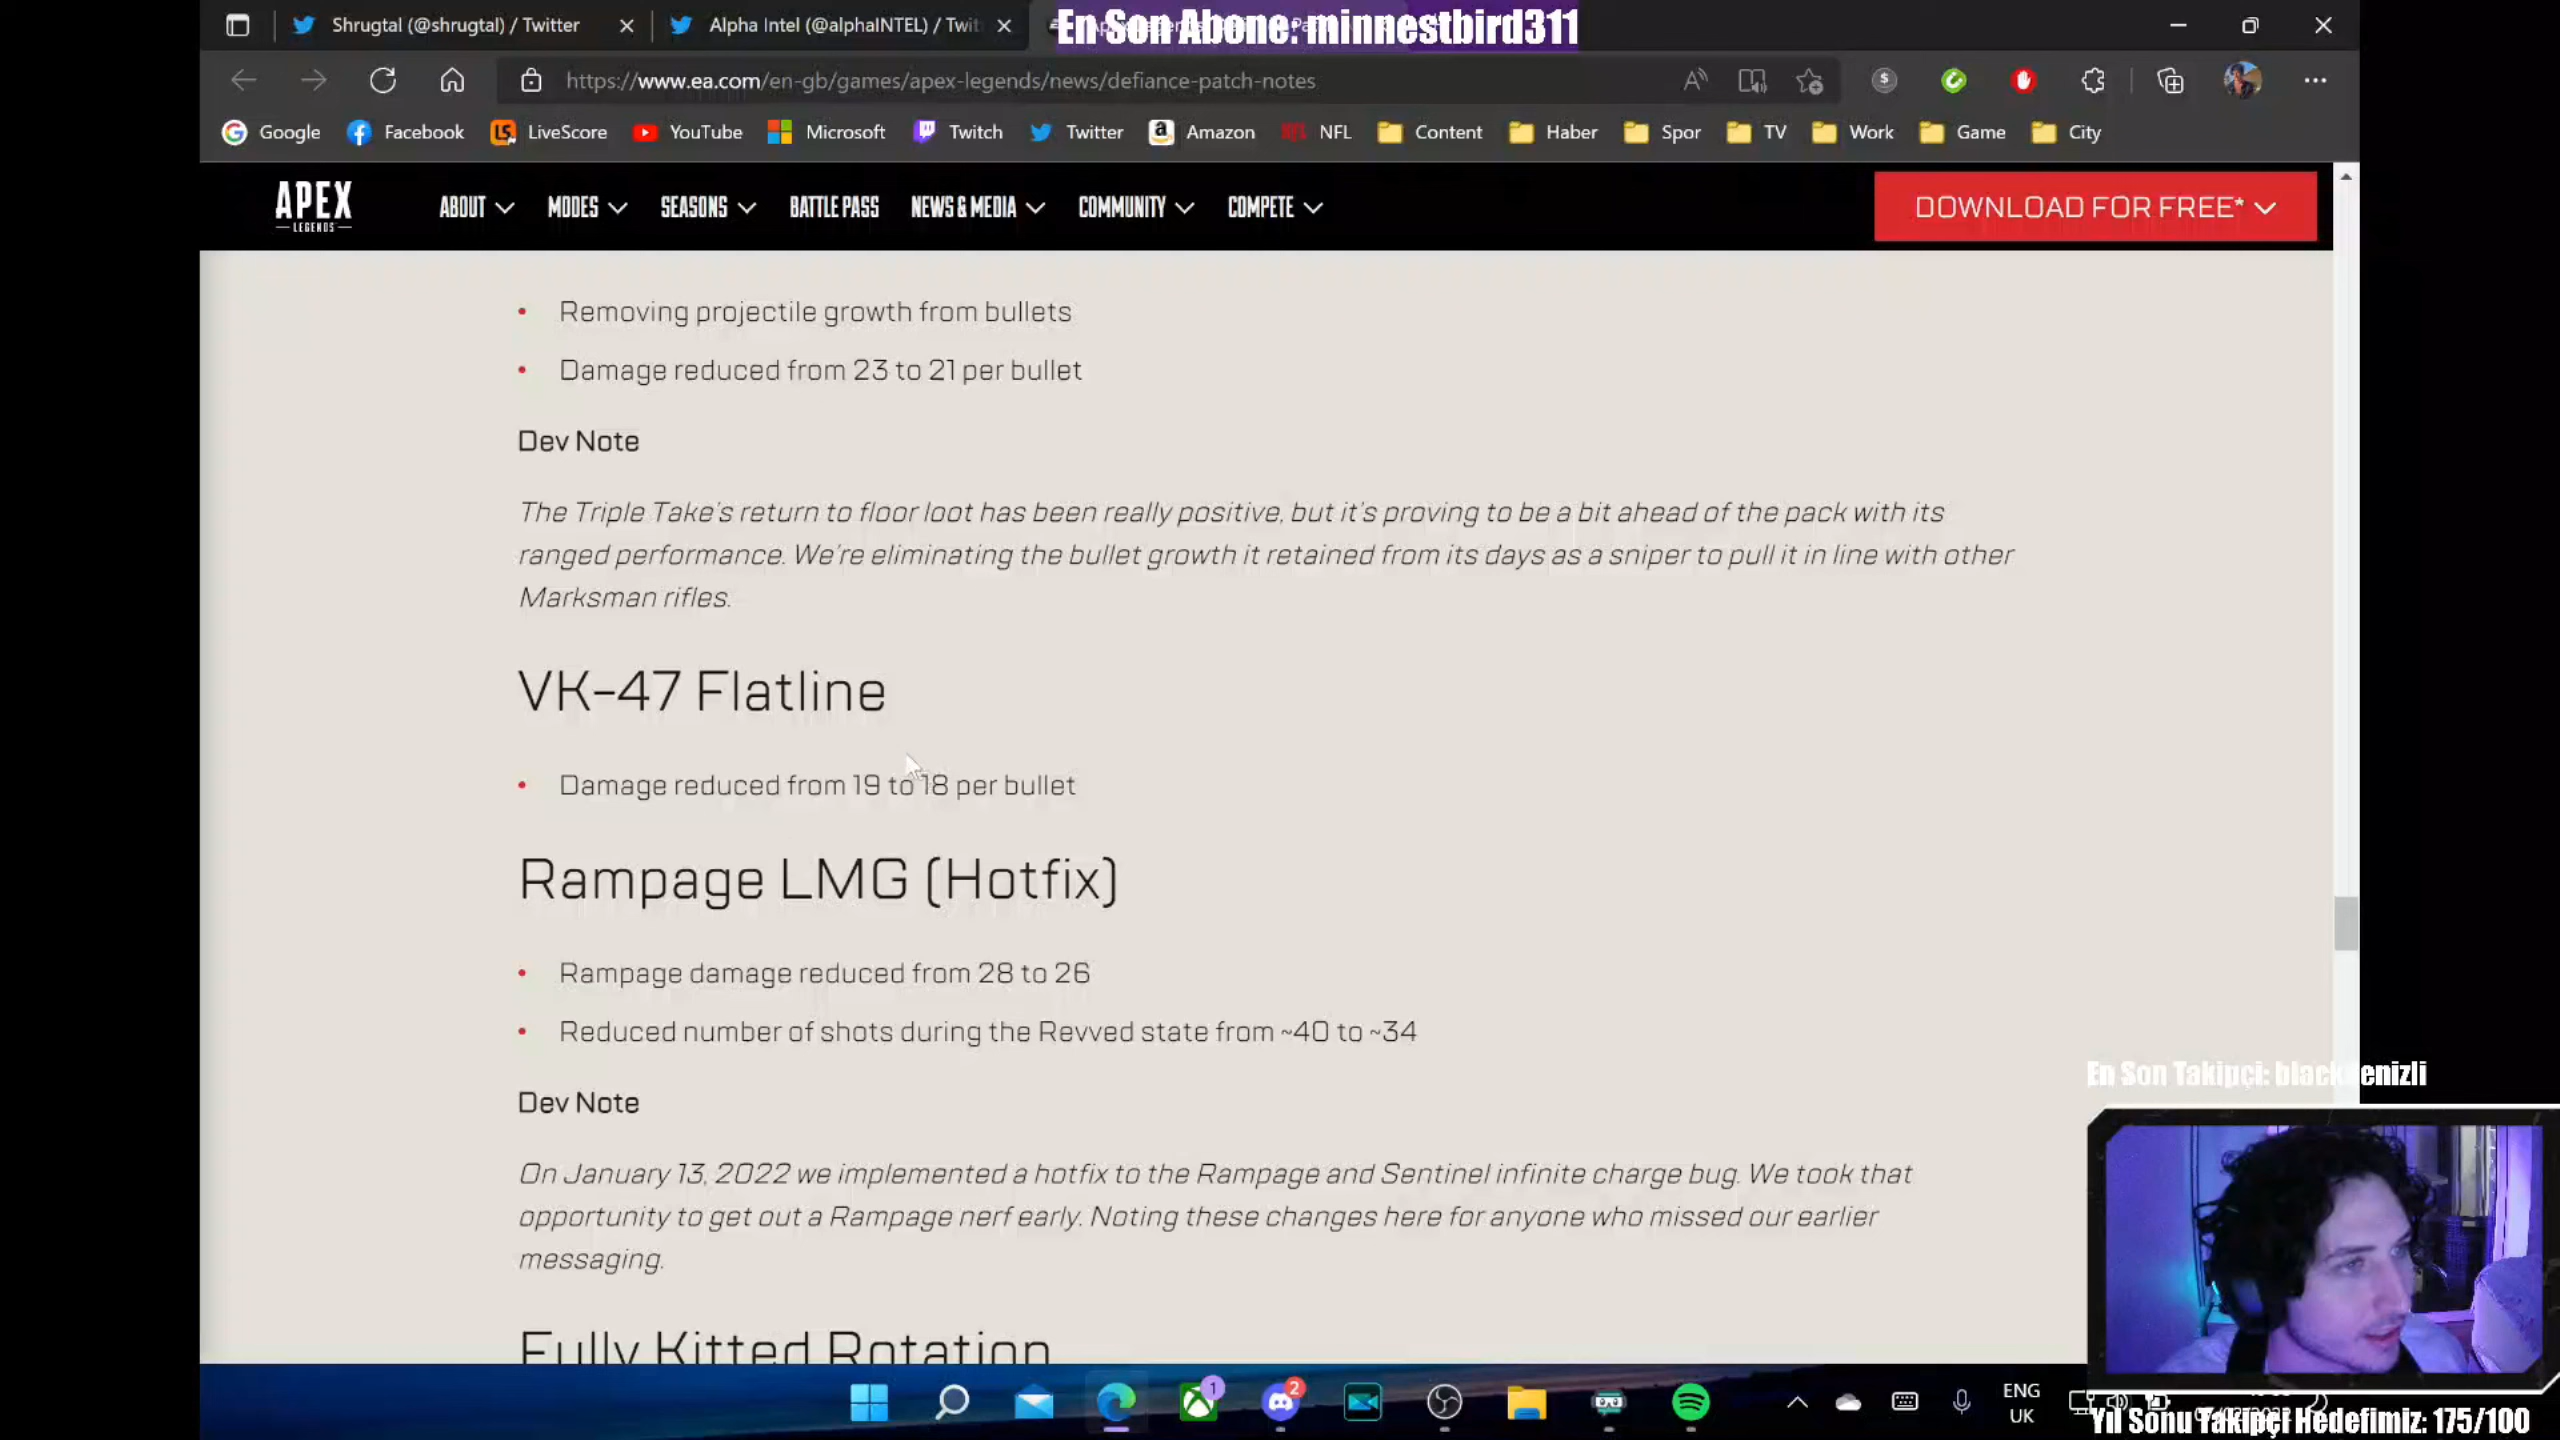 Shrugtal (@shrugtal) / Twitter
Alpha Intel (@alphaINTEL) / Twit
En Son Abone: minnestbird311
https://www.ea.com/en-gb/games/apex-legends/news/defiance-patch-notes
Google
Facebook
LiveScore
YouTube
Microsoft
Twitch
Twitter
Amazon
NFL
Content
Haber
Spor
TV
Work
Game
City
APEX
LEGENDS
ABOUT
MODES
SEASONS
BATTLE PASS
NEWS & MEDIA
COMMUNITY
COMPETE
DOWNLOAD FOR FREE*
• Removing projectile growth from bullets
• Damage reduced from 23 to 21 per bullet
Dev Note
The Triple Take's return to floor loot has been really positive, but it's proving to be a bit ahead of the pack with its
ranged performance. We're eliminating the bullet growth it retained from its days as a sniper to pull it in line with other
Marksman rifles.
VK-47 Flatline
• Damage reduced from 19 to 18 per bullet
Rampage LMG (Hotfix)
• Rampage damage reduced from 28 to 26
• Reduced number of shots during the Revved state from ~40 to ~34
Dev Note
On January 13, 2022 we implemented a hotfix to the Rampage and Sentinel infinite charge bug. We took that
opportunity to get out a Rampage nerf early. Noting these changes here for anyone who missed our earlier
messaging.
Fully Kitted Rotation
En Son Takipçi:
1
2
ENG
UK
Yıl Sonu Takipçi Hedefimiz: 175/100